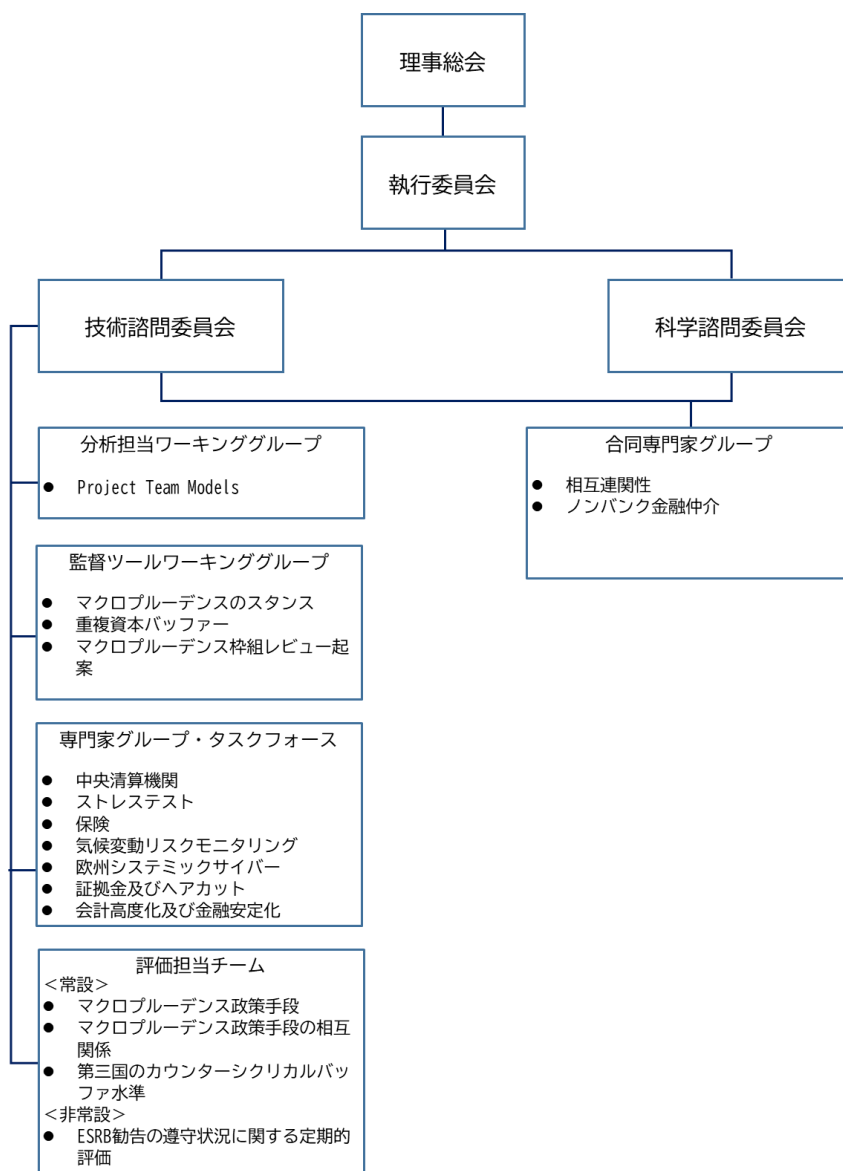 理事総会
執行委員会
技術諮問委員会
科学諮問委員会
分析担当ワーキンググループ
● Project Team Models
合同専門家グループ
● 相互連関性
● ノンバンク金融仲介
監督ツールワーキンググループ
● マクロプルーデンスのスタンス
● 重複資本バッファー
● マクロプルーデンス枠組レビュー起
案
専門家グループ・タスクフォース
● 中央清算機関
● ストレステスト
● 保険
● 気候変動リスクモニタリング
● 欧州システミックサイバー
● 証拠金及びヘアカット
● 会計高度化及び金融安定化
評価担当チーム
＜常設＞
● マクロプルーデンス政策手段
● マクロプルーデンス政策手段の相互
関係
● 第三国のカウンターシクリカルバッ
ファ水準
＜非常設＞
● ESRB勧告の遵守状況に関する定期的
評価